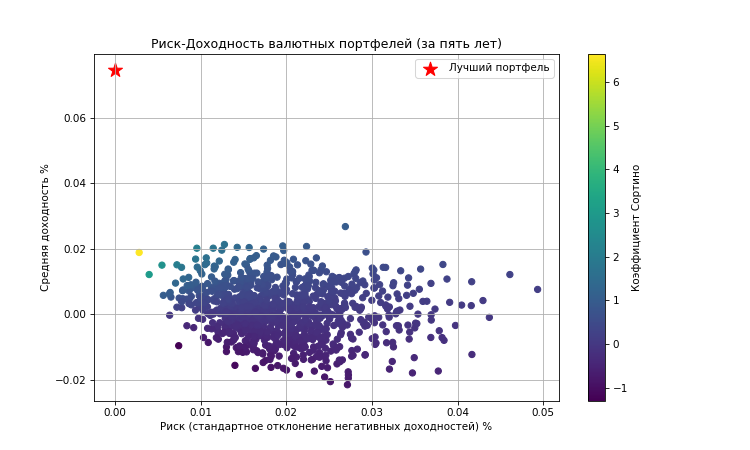 Риск-Доходность валютных портфелей (за пять лет)
Лучший портфель
Средняя доходность %
0.06
0.04
0.02
0.00
−0.02
0.00 0.01 0.02 0.03 0.04 0.05
Риск (стандартное отклонение негативных доходностей) %
6
5
4
3
2
1
0
−1
Коэффициент Сортино